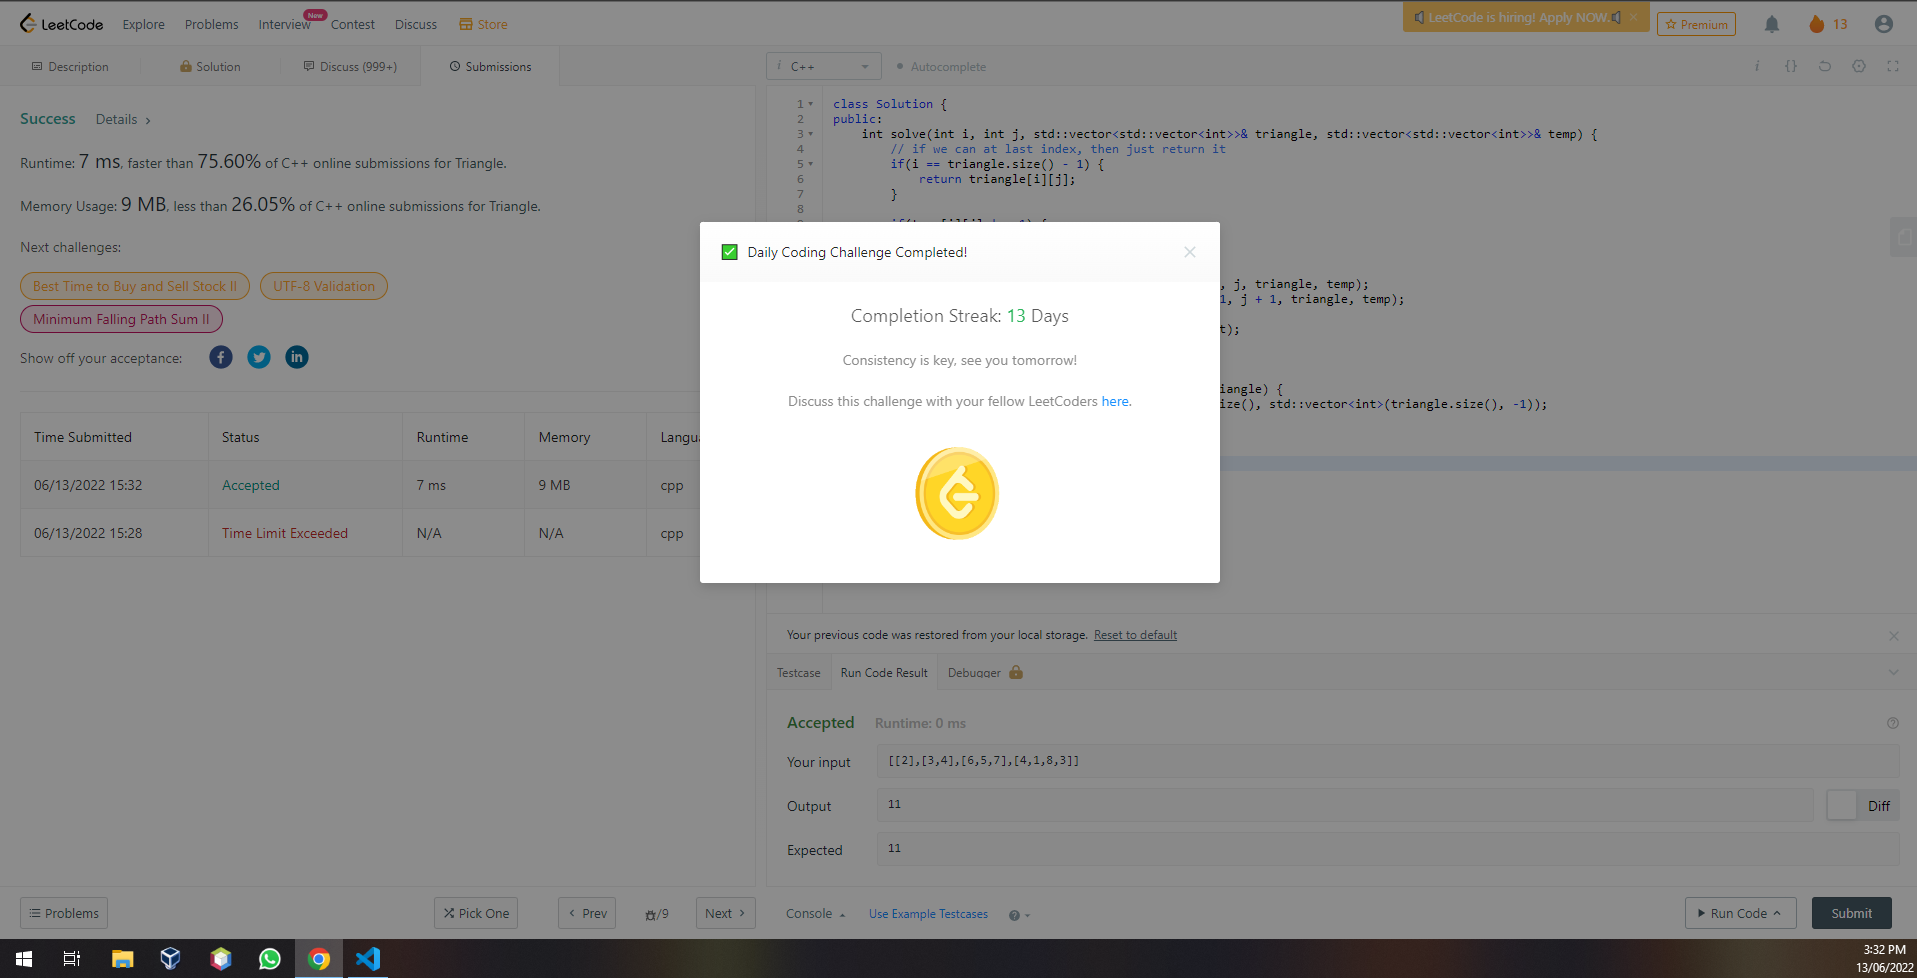 LeetCode
Explore
Problems
Interview
New
Contest
Discuss
Store
LeetCode is hiring! Apply NOW.
Premium
13
Description
Solution
Discuss (999+)
Submissions
C++
Autocomplete
Success
Details
Runtime: 7 ms, faster than 75.60% of C++ online submissions for Triangle.
Memory Usage: 9 MB, less than 26.05% of C++ online submissions for Triangle.
Next challenges:
Best Time to Buy and Sell Stock II
UTF-8 Validation
Minimum Falling Path Sum II
Show off your acceptance:
Time Submitted Status Runtime Memory
06/13/2022 15:32 Accepted 7 ms 9 MB cpp
06/13/2022 15:28 Time Limit Exceeded N/A N/A cpp
1 class Solution {
2 public:
3 int solve(int i, int j, std::vector<std::vector<int>>& triangle, std::vector<std::vector<int>>& temp) {
4 // if we can at last index, then just return it
5 if(i == triangle.size() - 1) {
6 return triangle[i][j];
7 }
8
, j, triangle, temp);
1, j + 1, triangle, temp);
t);
iangle) {
ize(), std::vector<int>(triangle.size(), -1));
Daily Coding Challenge Completed!
Completion Streak: 13 Days
Consistency is key, see you tomorrow!
Discuss this challenge with your fellow LeetCoders here.
Your previous code was restored from your local storage. Reset to default
Testcase
Run Code Result
Debugger
Accepted Runtime: 0 ms
Your input [[2],[3,4],[6,5,7],[4,1,8,3]]
Output 11
Diff
Expected 11
Problems
Pick One
Prev
/9
Next
Console
Use Example Testcases
Run Code
Submit
3:32 PM
13/06/2022